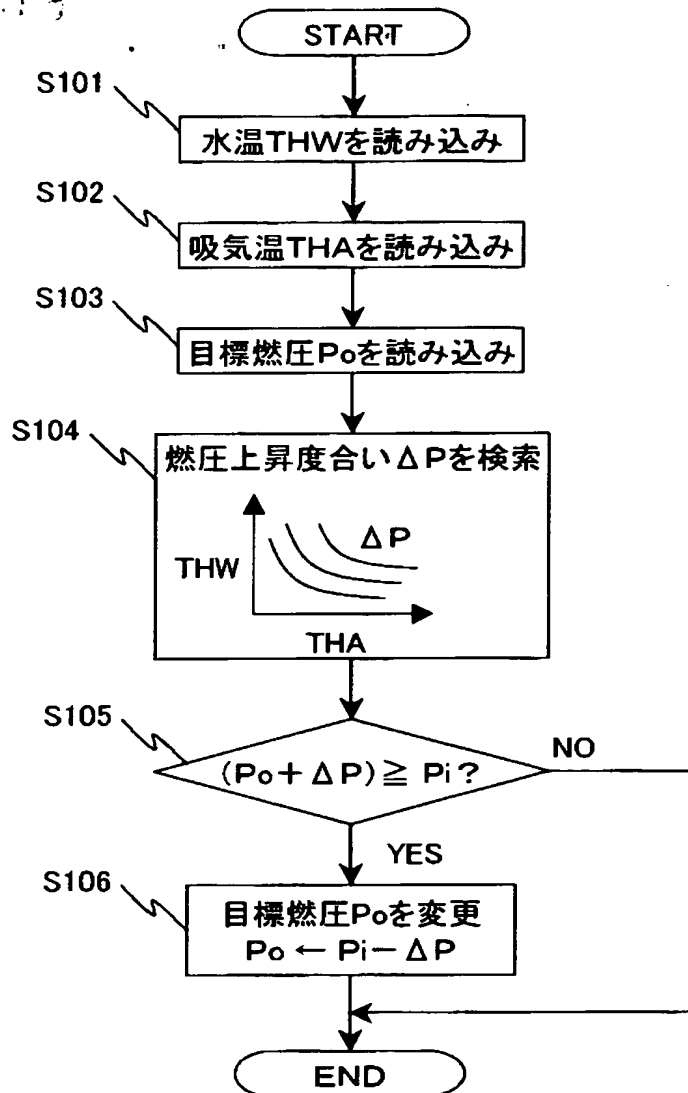 START
S101
水温THWを読み込み
S102
吸気温THAを読み込み
S103
目標燃圧Poを読み込み
S104
燃圧上昇度合いΔPを検索
ΔP
THW
THA
S105
(Po+ΔP)≧Pi?
NO
YES
S106
目標燃圧Poを変更
Po←Pi−ΔP
END